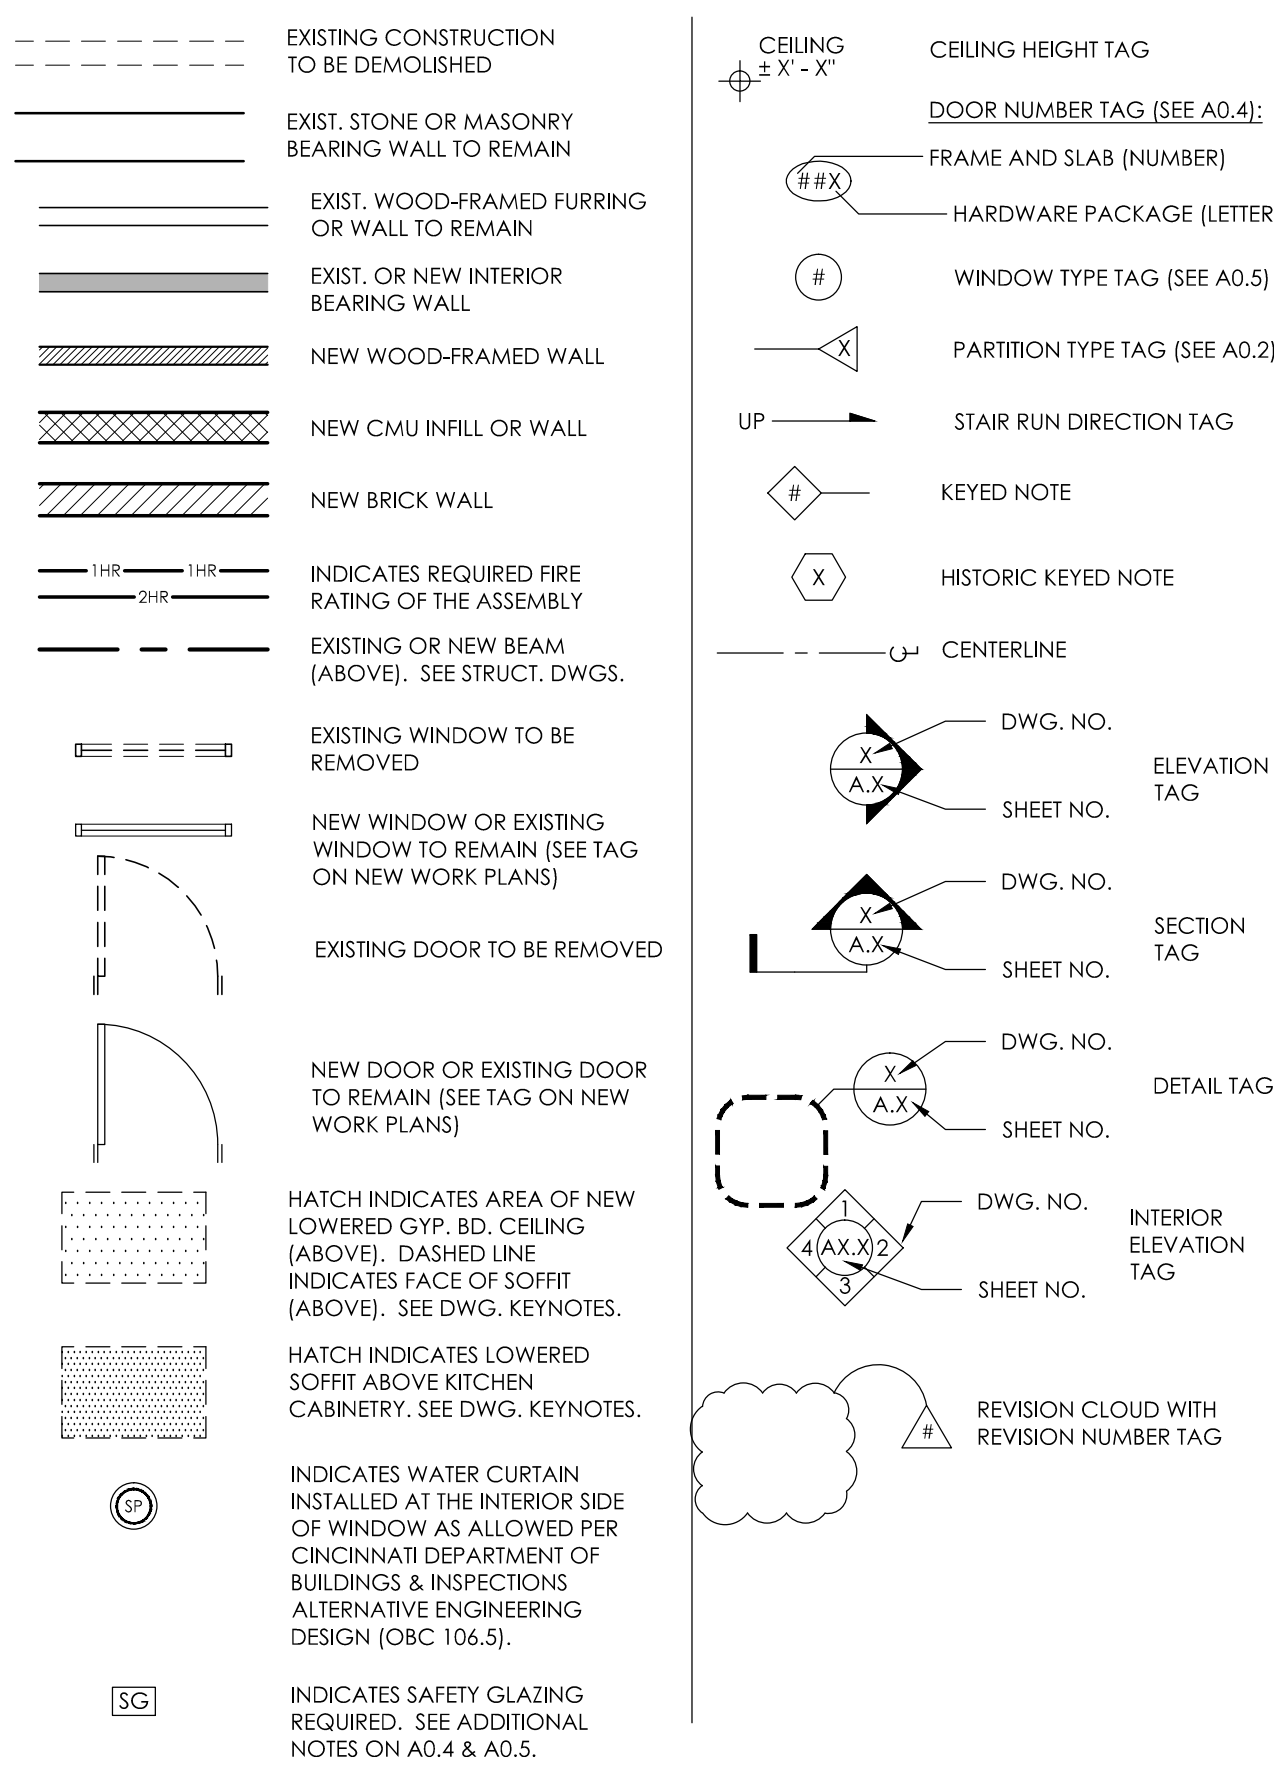 EXISTING CONSTRUCTION
TO BE DEMOLISHED
EXIST. STONE OR MASONRY
BEARING WALL TO REMAIN
EXIST. WOOD-FRAMED FURRING
OR WALL TO REMAIN
EXIST. OR NEW INTERIOR
BEARING WALL
NEW WOOD-FRAMED WALL
NEW CMU INFILL OR WALL
NEW BRICK WALL
1HR 1HR
2HR
INDICATES REQUIRED FIRE
RATING OF THE ASSEMBLY
EXISTING OR NEW BEAM
(ABOVE). SEE STRUCT. DWGS.
EXISTING WINDOW TO BE
REMOVED
NEW WINDOW OR EXISTING
WINDOW TO REMAIN (SEE TAG
ON NEW WORK PLANS)
EXISTING DOOR TO BE REMOVED
NEW DOOR OR EXISTING DOOR
TO REMAIN (SEE TAG ON NEW
WORK PLANS)
HATCH INDICATES AREA OF NEW
LOWERED GYP. BD. CEILING
(ABOVE). DASHED LINE
INDICATES FACE OF SOFFIT
(ABOVE). SEE DWG. KEYNOTES.
HATCH INDICATES LOWERED
SOFFIT ABOVE KITCHEN
CABINETRY. SEE DWG. KEYNOTES.
SP
INDICATES WATER CURTAIN
INSTALLED AT THE INTERIOR SIDE
OF WINDOW AS ALLOWED PER
CINCINNATI DEPARTMENT OF
BUILDINGS & INSPECTIONS
ALTERNATIVE ENGINEERING
DESIGN (OBC 106.5).
SG
INDICATES SAFETY GLAZING
REQUIRED. SEE ADDITIONAL
NOTES ON A0.4 & A0.5.
CEILING
± X' - X"
CEILING HEIGHT TAG
DOOR NUMBER TAG (SEE A0.4):
##X
FRAME AND SLAB (NUMBER)
HARDWARE PACKAGE (LETTER
#
WINDOW TYPE TAG (SEE A0.5)
X
PARTITION TYPE TAG (SEE A0.2)
UP
STAIR RUN DIRECTION TAG
#
KEYED NOTE
X
HISTORIC KEYED NOTE
CENTERLINE
X
A.X
DWG. NO.
SHEET NO.
ELEVATION
TAG
X
A.X
DWG. NO.
SHEET NO.
SECTION
TAG
X
A.X
DWG. NO.
SHEET NO.
DETAIL TAG
1
4 AX.X 2
3
DWG. NO.
SHEET NO.
INTERIOR
ELEVATION
TAG
#
REVISION CLOUD WITH
REVISION NUMBER TAG